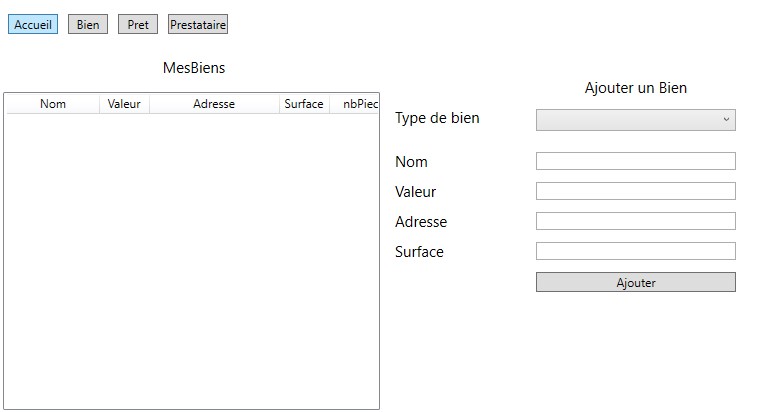 Accueil Bien Pret Prestataire
MesBiens
Nom Valeur Adresse Surface nbPiec
Ajouter un Bien
Type de bien
Nom
Valeur
Adresse
Surface
Ajouter